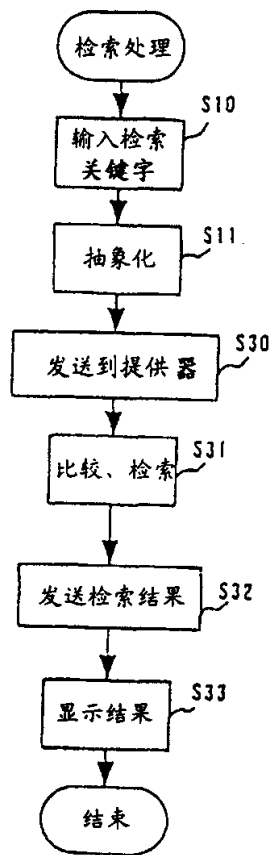 检索处理
S10
输入检索
关键字
S11
抽象化
S30
发送到提供器
S31
比较、检索
S32
发送检索结果
S33
显示结果
结束